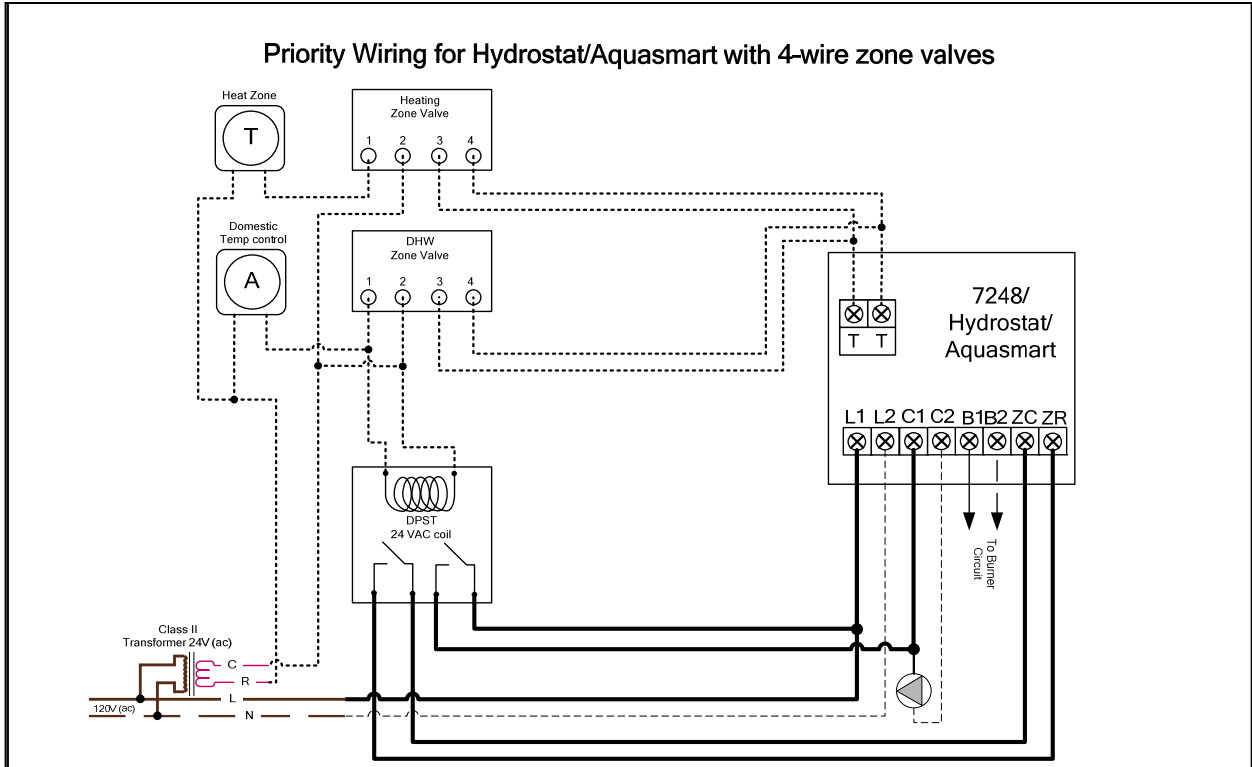 Priority Wiring for Hydrostat/Aquasmart with 4-wire zone valves
Heat Zone
T
Heating
Zone Valve
1 2 3 4
Domestic
Temp control
A
DHW
Zone Valve
1 2 3 4
7248/
Hydrostat/
Aquasmart
T T
L1 L2 C1 C2 B1 B2 ZC ZR
DPST
24 VAC coil
To Burner
Circuit
Class II
Transformer 24V (ac)
C
R
L
120V (ac)
N